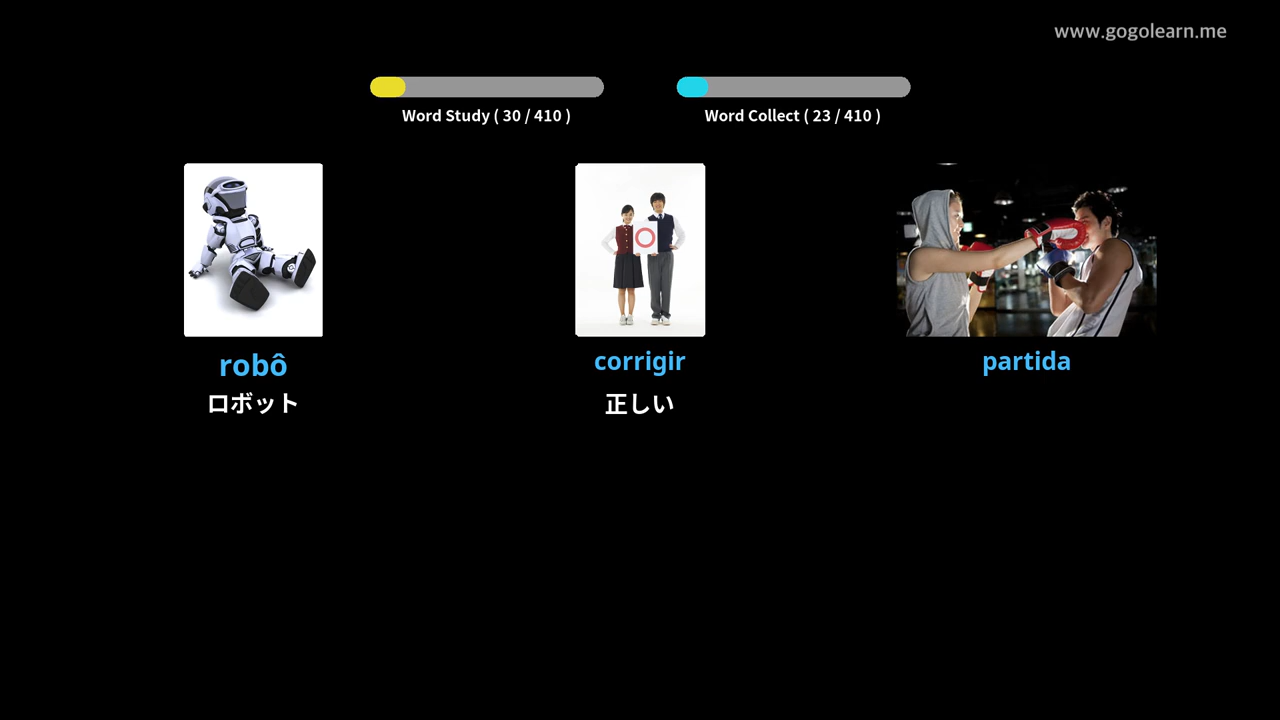 www.gogolearn.me
Word Study ( 30 / 410 )
Word Collect ( 23 / 410 )
robô
corrigir
partida
ロボット
正しい